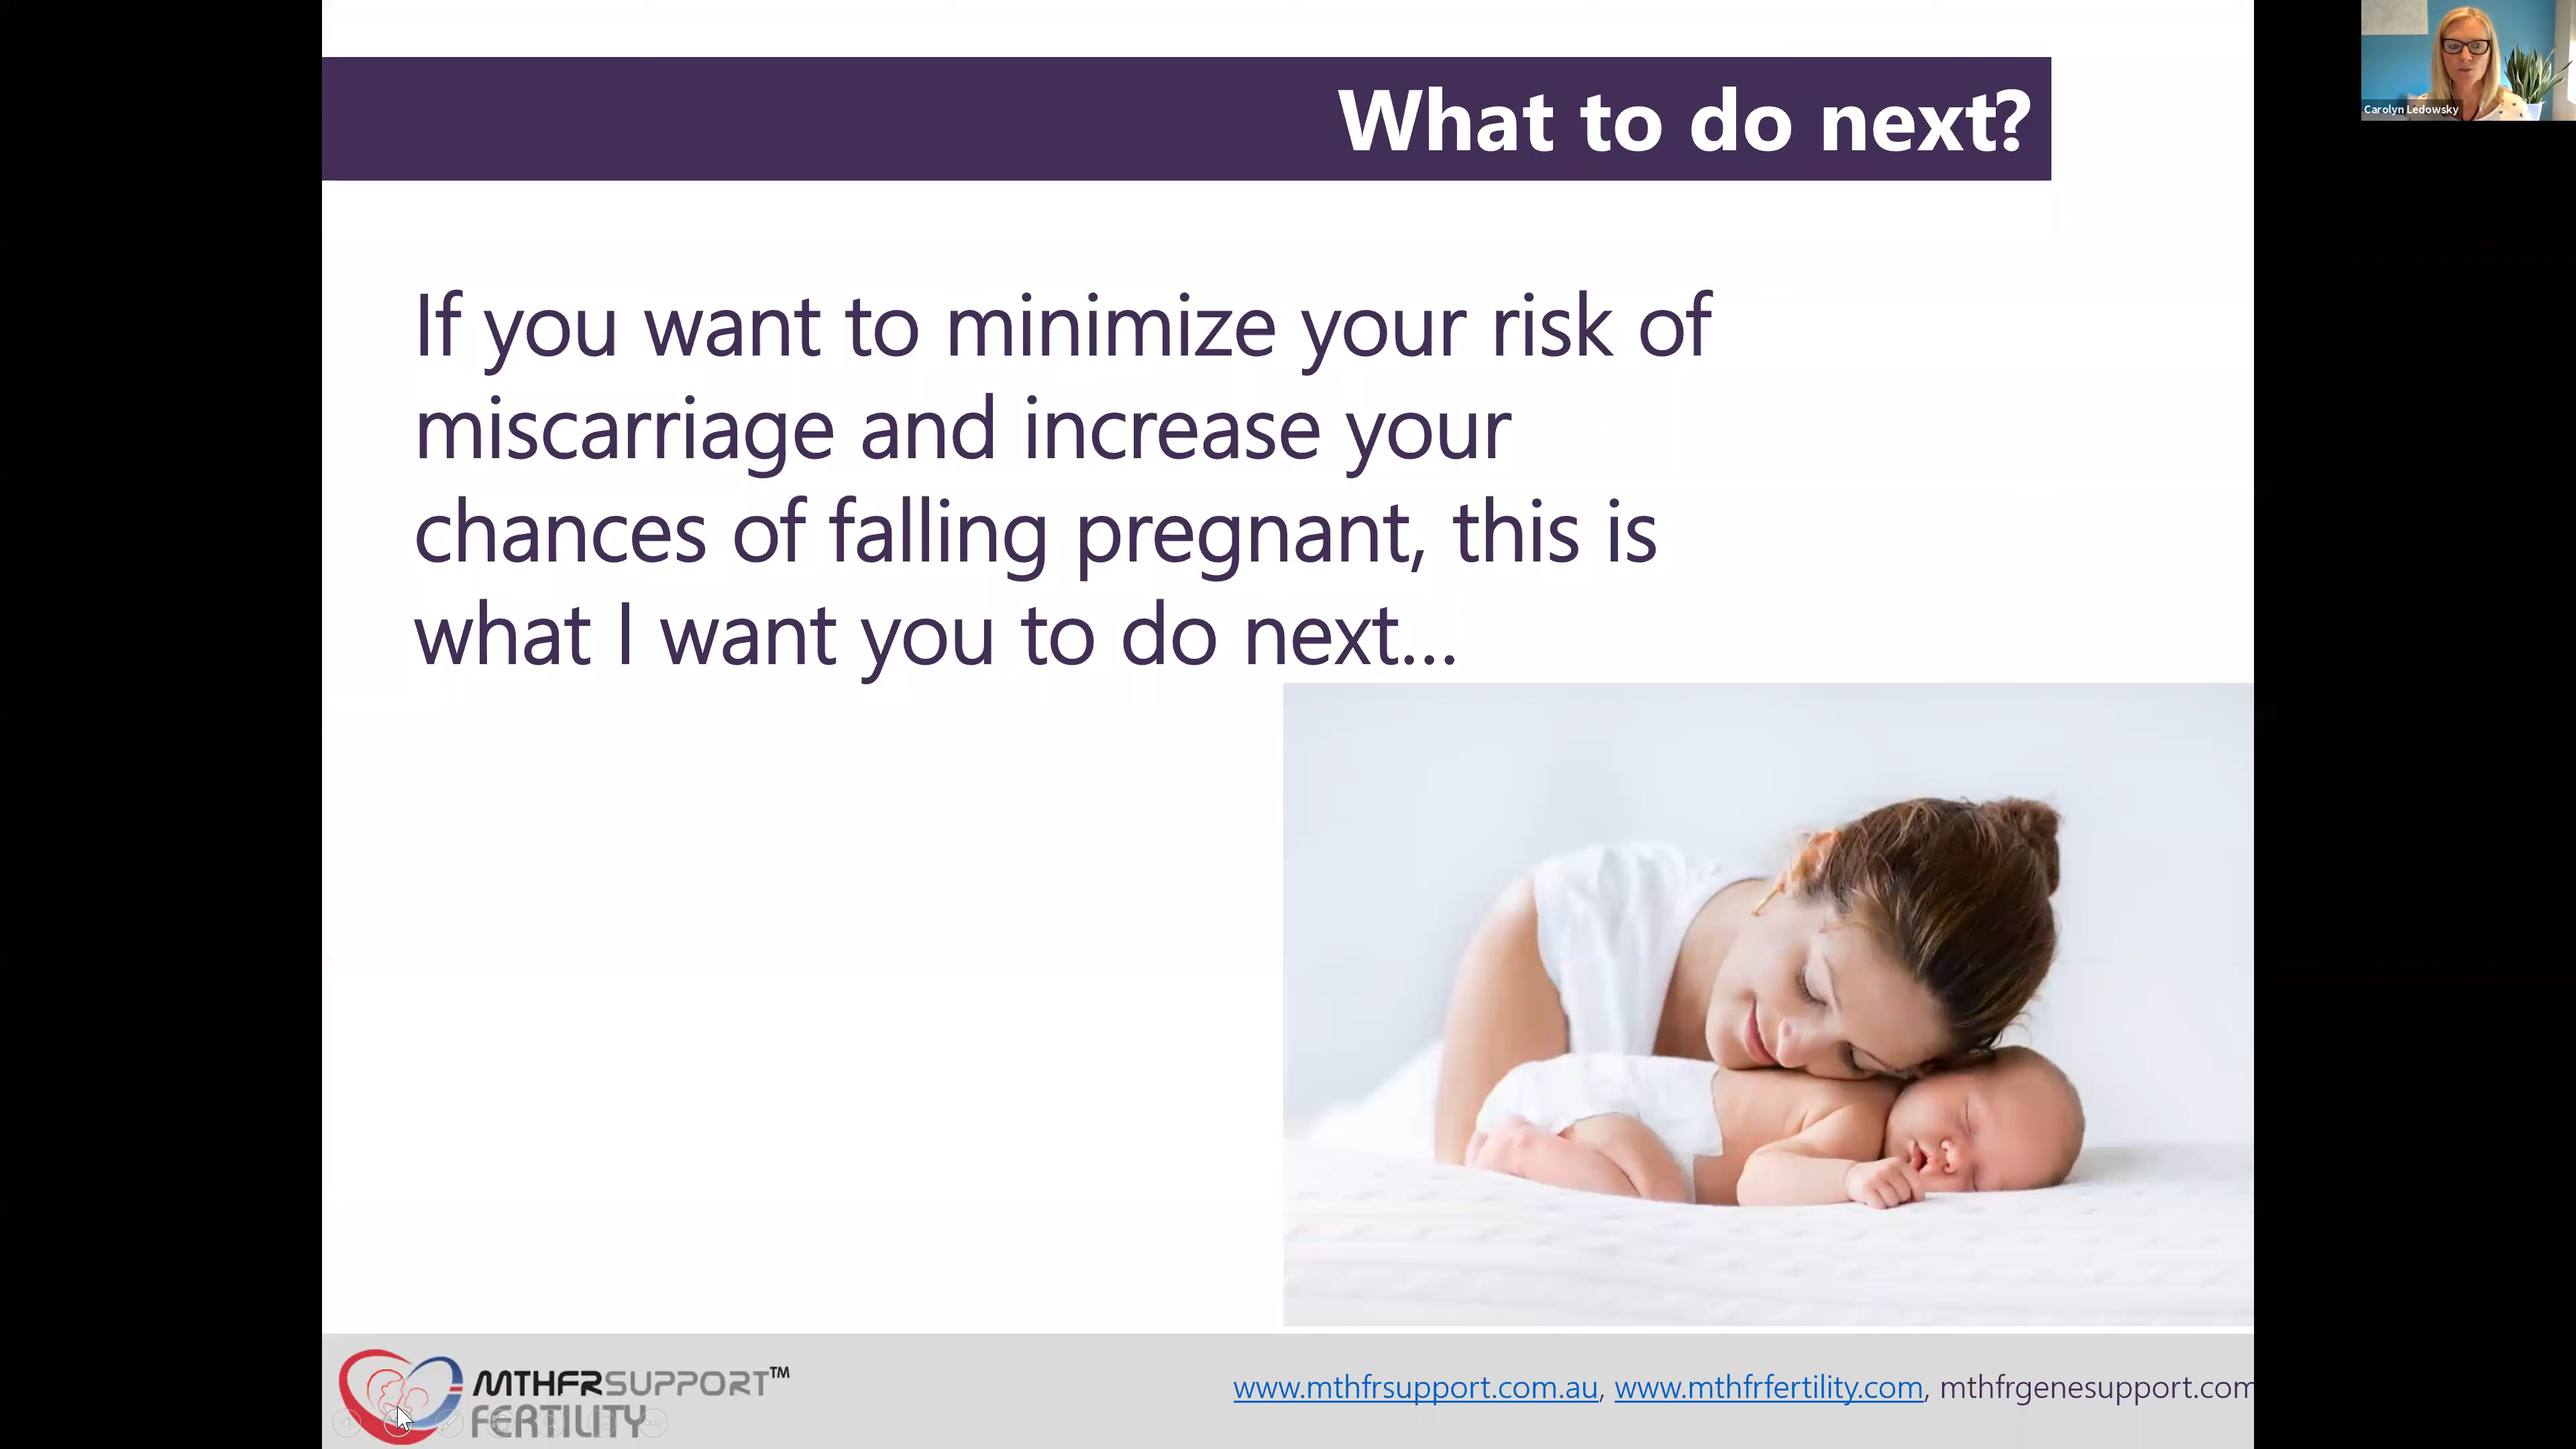 What to do next?
Carolyn Ledowsky
If you want to minimize your risk of
miscarriage and increase your
chances of falling pregnant, this is
what I want you to do next...
MTHFRSUPPORT™
FERTILITY
www.mthfrsupport.com.au, www.mthfrfertility.com, mthfrgenesupport.com